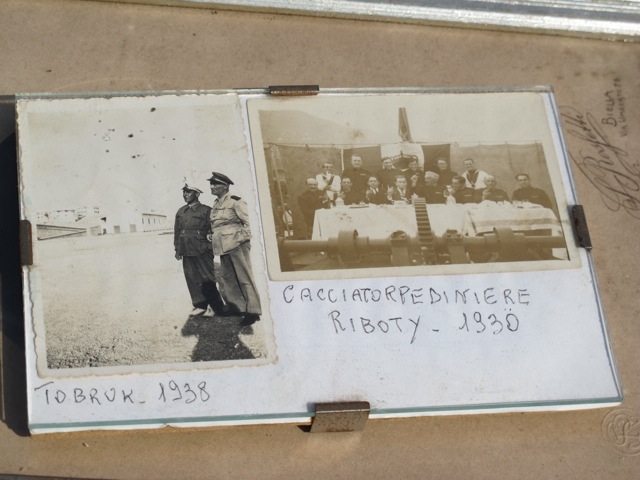 TOBRUK - 1938
CACCIATORPEDINIERE
RIBOTY - 1930